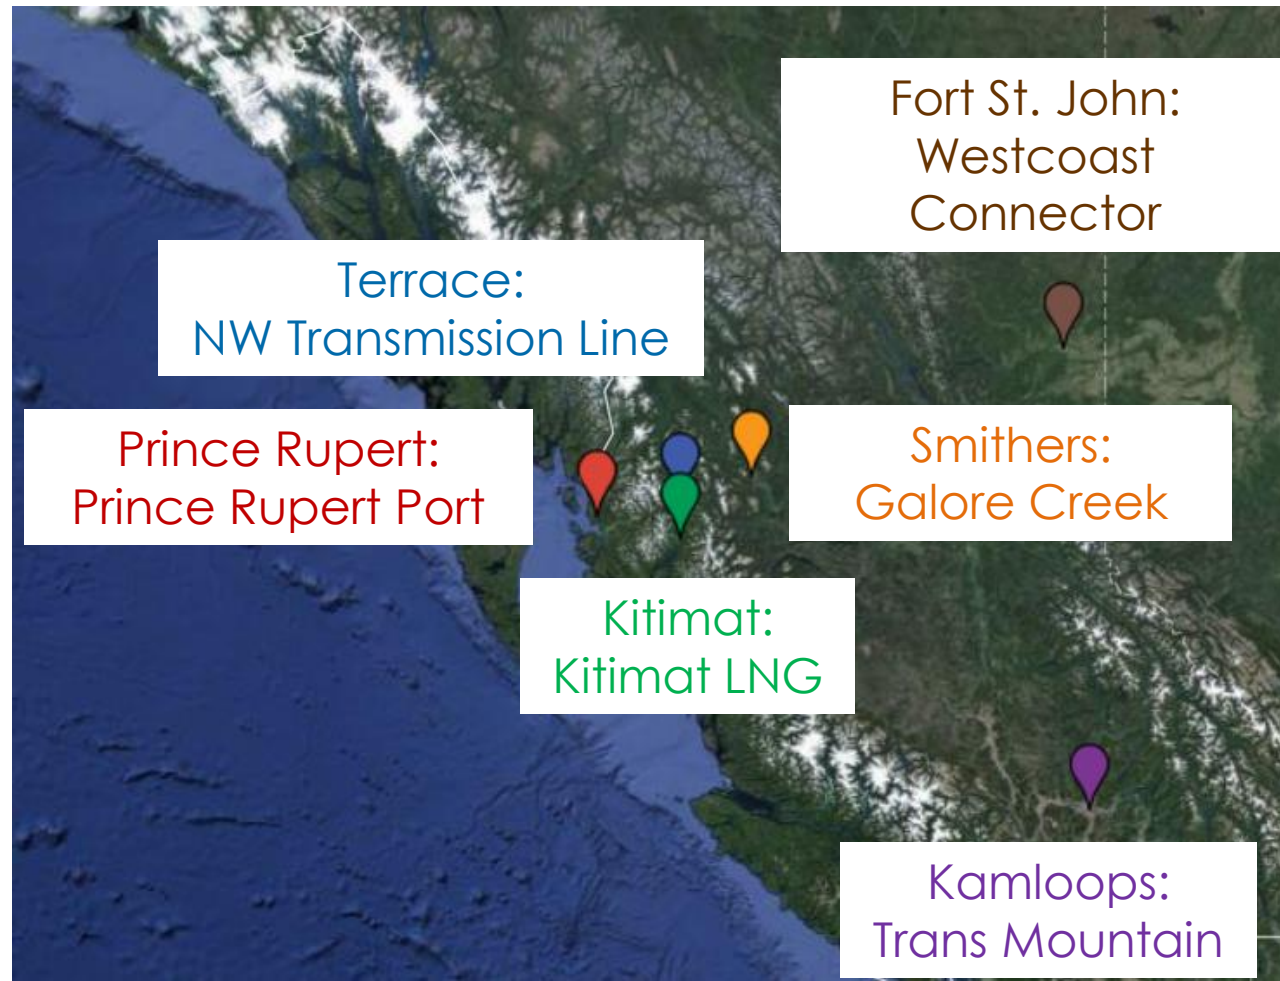 Fort St. John:
Westcoast
Connector
Terrace:
NW Transmission Line
Prince Rupert:
Prince Rupert Port
Smithers:
Galore Creek
Kitimat:
Kitimat LNG
Kamloops:
Trans Mountain